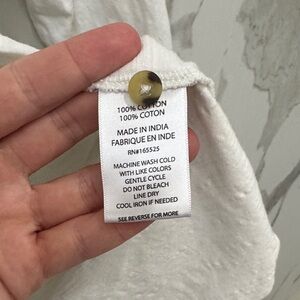 100% COTTON
100% COTON
MADE IN INDIA
FABRIQUE EN INDE
RN#165525
MACHINE WASH COLD
WITH LIKE COLORS
GENTLE CYCLE
DO NOT BLEACH
LINE DRY
COOL IRON IF NEEDED
SEE REVERSE FOR MORE